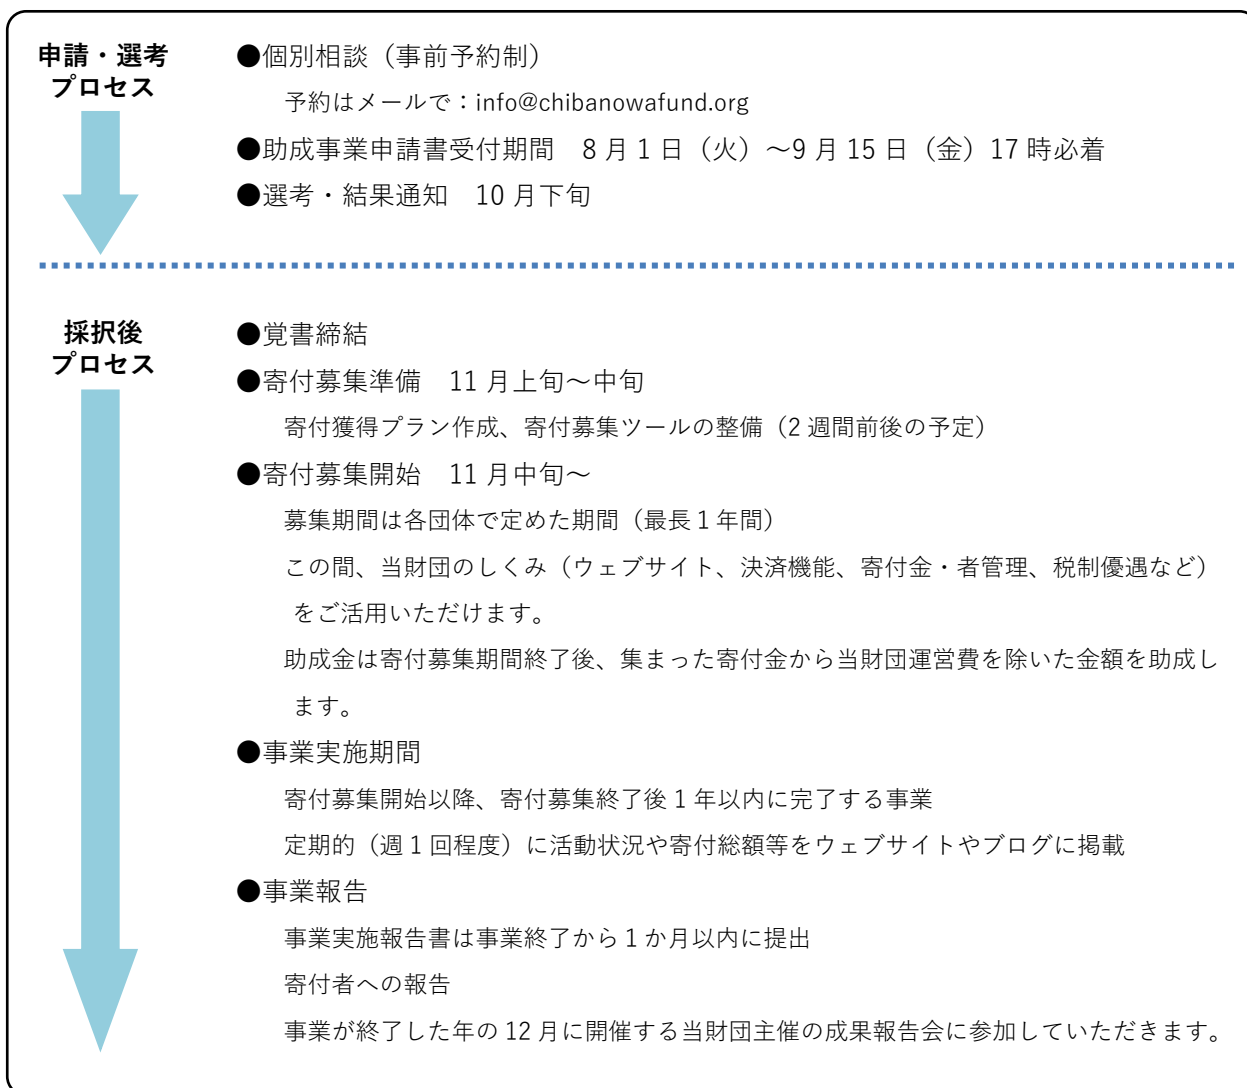 申請・選考
プロセス
●個別相談（事前予約制）
予約はメールで：info@chibanowafund.org
●助成事業申請書受付期間　8月1日（火）～9月15日（金）17時必着
●選考・結果通知　10月下旬
採択後
プロセス
●覚書締結
●寄付募集準備　11月上旬～中旬
寄付獲得プラン作成、寄付募集ツールの整備（2週間前後の予定）
●寄付募集開始　11月中旬～
募集期間は各団体で定めた期間（最長1年間）
この間、当財団のしくみ（ウェブサイト、決済機能、寄付金・者管理、税制優遇など）
をご活用いただけます。
助成金は寄付募集期間終了後、集まった寄付金から当財団運営費を除いた金額を助成し
ます。
●事業実施期間
寄付募集開始以降、寄付募集終了後1年以内に完了する事業
定期的（週1回程度）に活動状況や寄付総額等をウェブサイトやブログに掲載
●事業報告
事業実施報告書は事業終了から1か月以内に提出
寄付者への報告
事業が終了した年の12月に開催する当財団主催の成果報告会に参加していただきます。